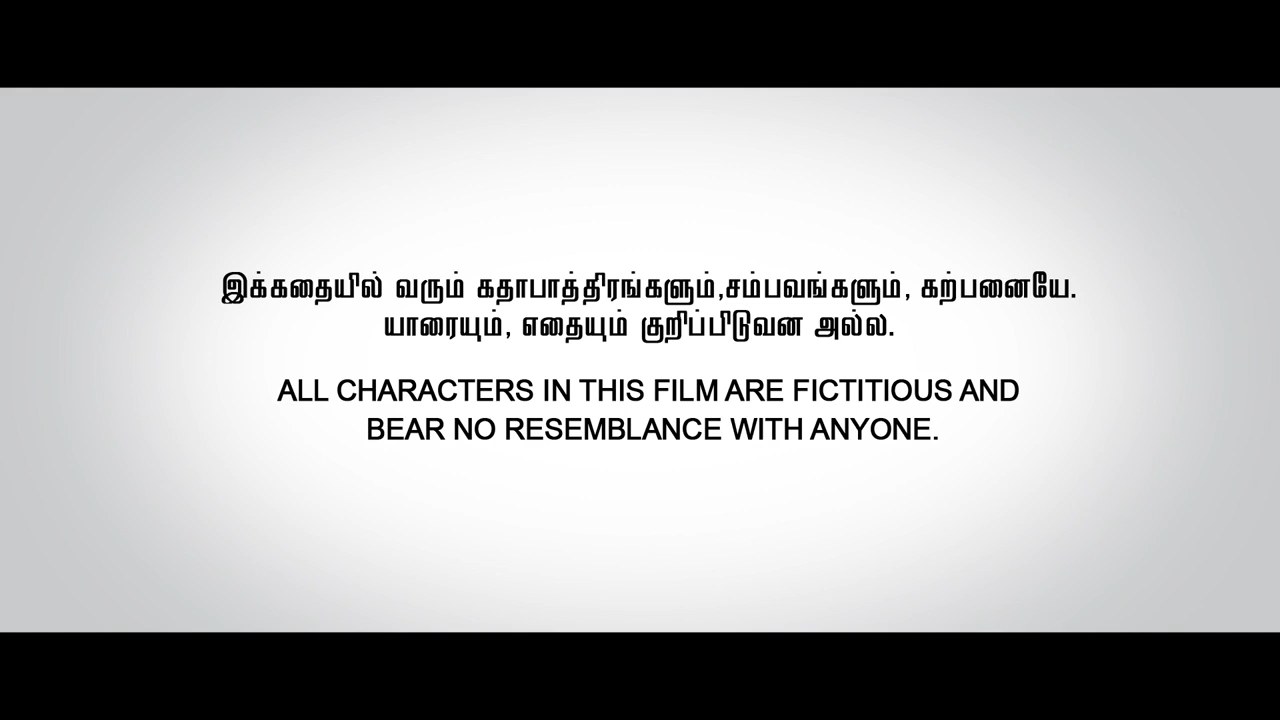 இக்கதையில் வரும் கதாபாத்திரங்களும்,சம்பவங்களும், கற்பனையே.
யாரையும், எதையும் குறிப்பிடுவன அல்ல.
ALL CHARACTERS IN THIS FILM ARE FICTITIOUS AND
BEAR NO RESEMBLANCE WITH ANYONE.